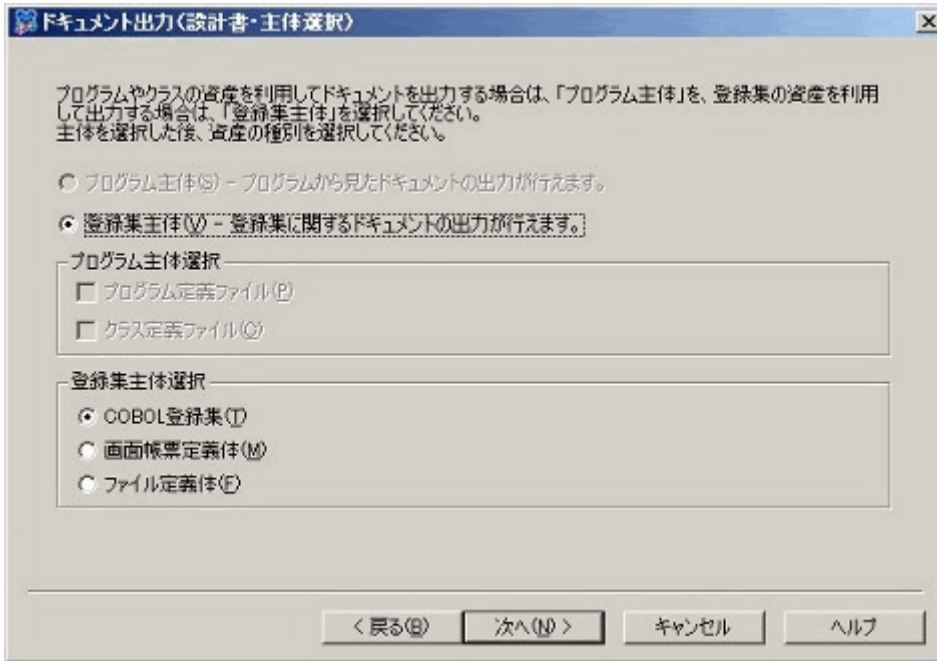 ドキュメント出力(設計書・主体選択)
プログラムやクラスの資産を利用してドキュメントを出力する場合は、「プログラム主体」を、登録集の資産を利用
して出力する場合は、「登録集主体」を選択してください。
主体を選択した後、資産の種別を選択してください。
プログラム主体(S) - プログラムから見たドキュメントの出力が行えます。
登録集主体(V) - 登録集に関するドキュメントの出力が行えます。
プログラム主体選択
プログラム定義ファイル(P)
クラス定義ファイル(C)
登録集主体選択
COBOL登録集(T)
画面帳票定義体(M)
ファイル定義体(F)
< 戻る(B)
次へ(N) >
キャンセル
ヘルプ